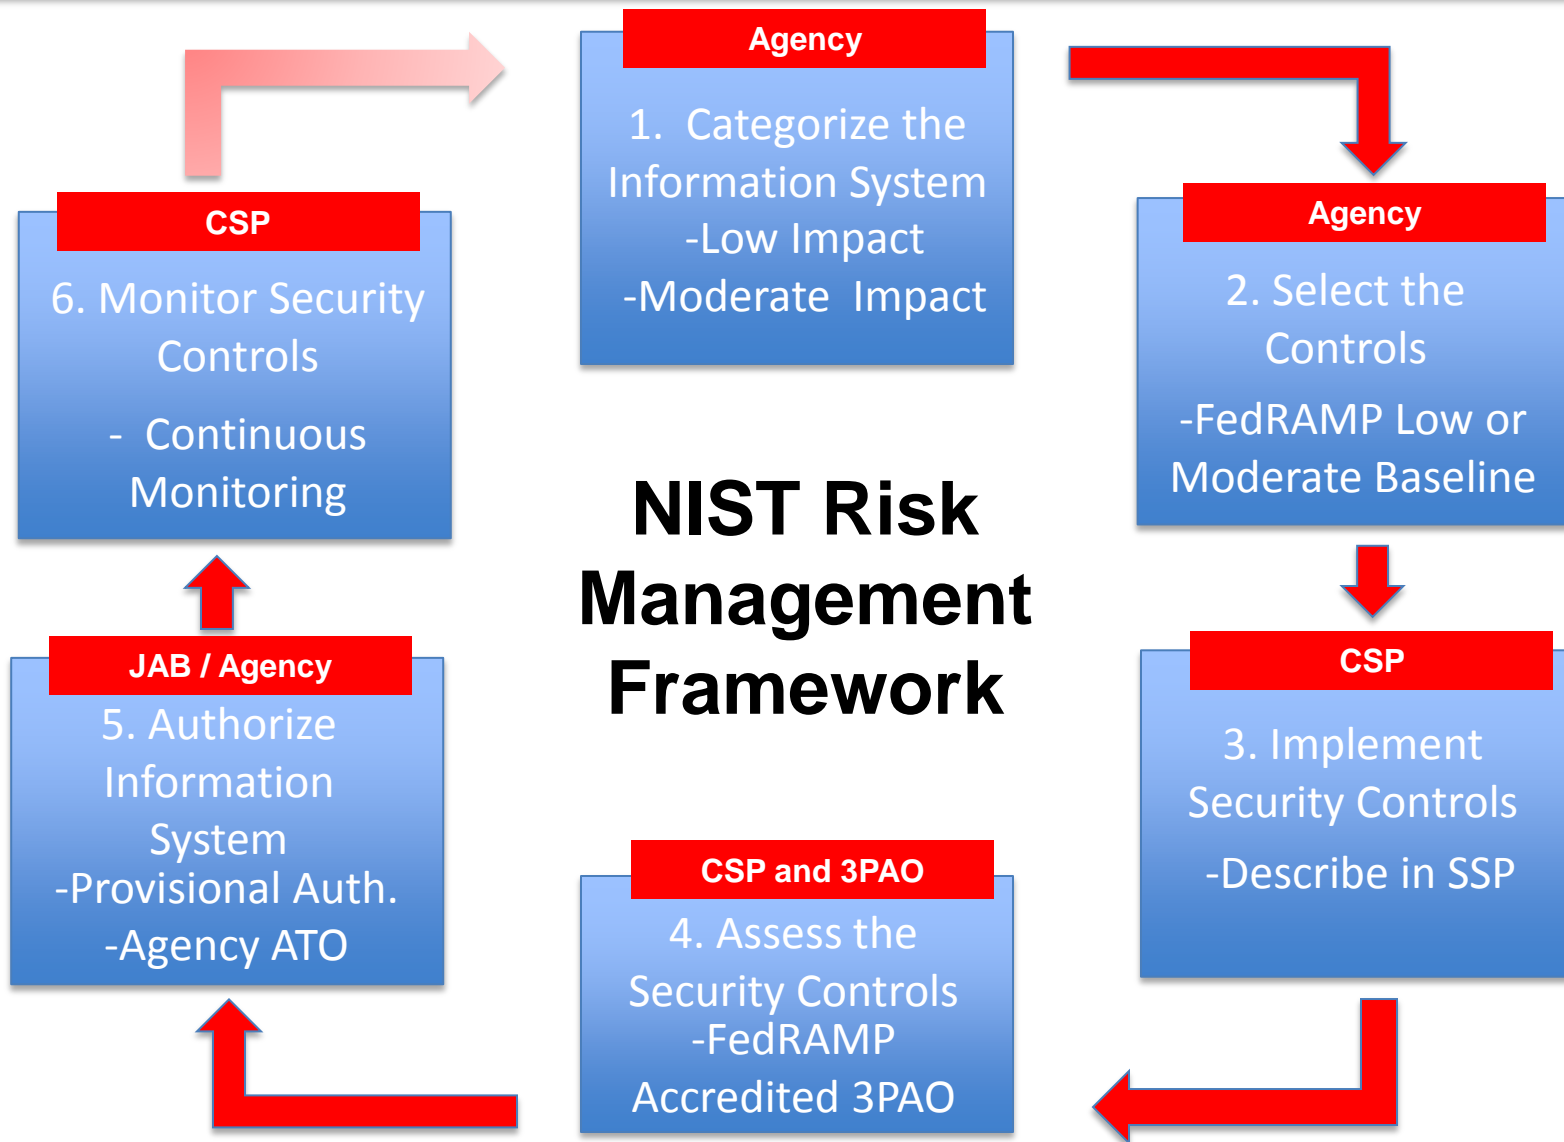 Agency
1. Categorize the
Information System
-Low Impact
-Moderate Impact
Agency
2. Select the
Controls
-FedRAMP Low or
Moderate Baseline
CSP
3. Implement
Security Controls
-Describe in SSP
CSP and 3PAO
4. Assess the
Security Controls
-FedRAMP
Accredited 3PAO
JAB / Agency
5. Authorize
Information
System
-Provisional Auth.
-Agency ATO
CSP
6. Monitor Security
Controls
- Continuous
Monitoring
NIST Risk
Management
Framework